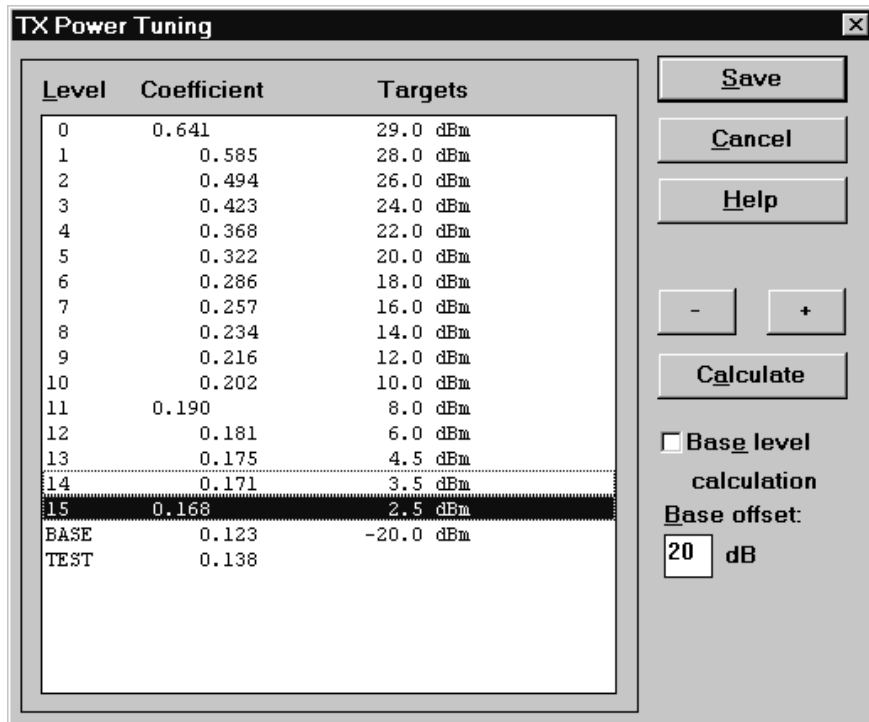 TX Power Tuning
Level Coefficient Targets
0 0.641 29.0 dBm
1 0.585 28.0 dBm
2 0.494 26.0 dBm
3 0.423 24.0 dBm
4 0.368 22.0 dBm
5 0.322 20.0 dBm
6 0.286 18.0 dBm
7 0.257 16.0 dBm
8 0.234 14.0 dBm
9 0.216 12.0 dBm
10 0.202 10.0 dBm
11 0.190 8.0 dBm
12 0.181 6.0 dBm
13 0.175 4.5 dBm
14 0.171 3.5 dBm
15 0.168 2.5 dBm
BASE 0.123 -20.0 dBm
TEST 0.138
Save
Cancel
Help
- +
Calculate
Base level
calculation
Base offset:
20 dB